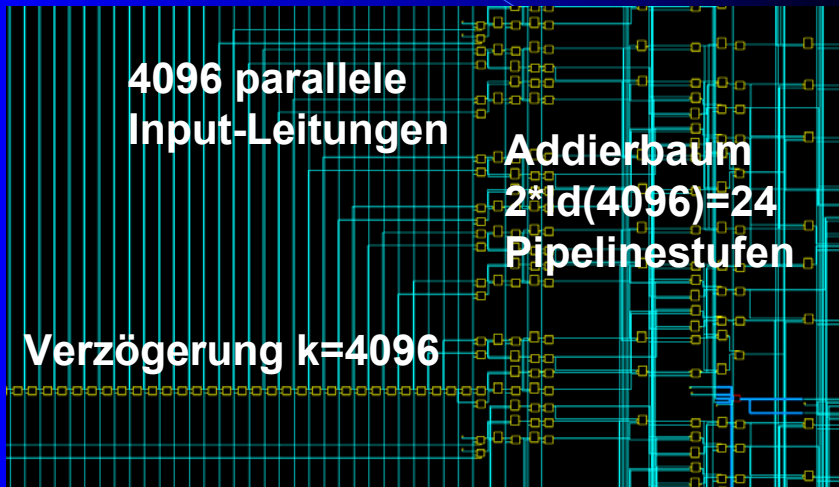 4096 parallele
Input-Leitungen
Addierbaum
2*ld(4096)=24
Pipelinestufen
Verzögerung k=4096